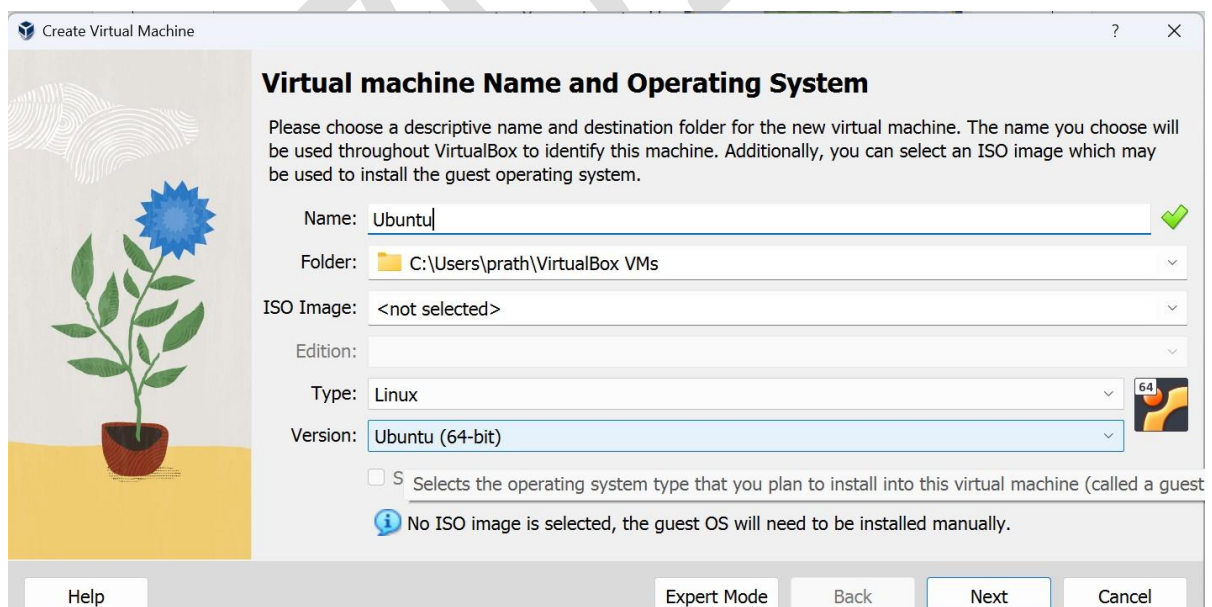 Create Virtual Machine
? X
Virtual machine Name and Operating System
Please choose a descriptive name and destination folder for the new virtual machine. The name you choose will
be used throughout VirtualBox to identify this machine. Additionally, you can select an ISO image which may
be used to install the guest operating system.
Name: Ubuntu
Folder: C:\Users\prath\VirtualBox VMs
ISO Image: <not selected>
Edition:
Type: Linux
64
Version: Ubuntu (64-bit)
S
Selects the operating system type that you plan to install into this virtual machine (called a guest
No ISO image is selected, the guest OS will need to be installed manually.
Help Expert Mode Back Next Cancel